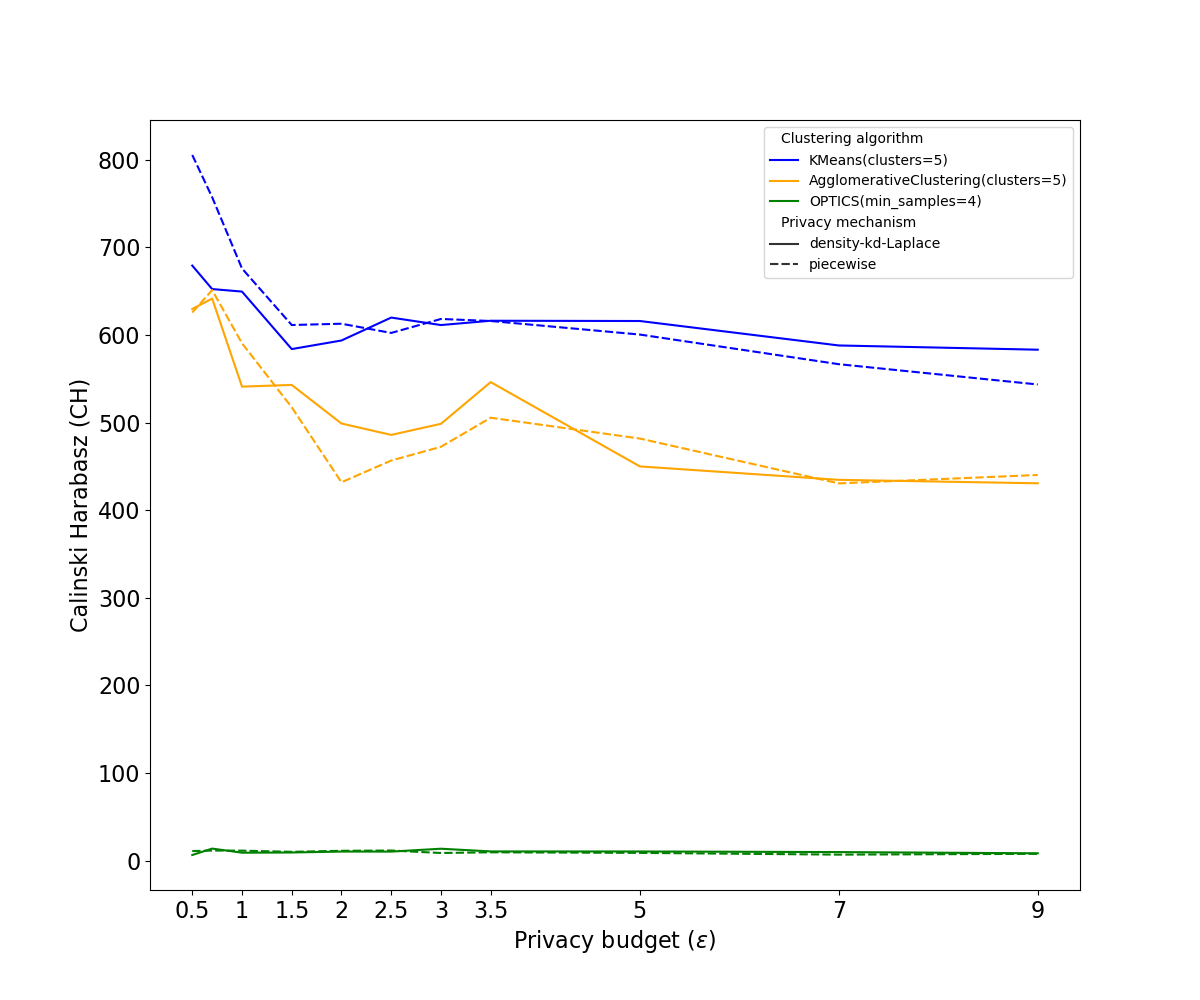 Clustering algorithm
KMeans(clusters=5)
AgglomerativeClustering(clusters=5)
OPTICS(min_samples=4)
Privacy mechanism
density-kd-Laplace
piecewise
800
700
600
500
400
300
200
100
0
Calinski Harabasz (CH)
0.5 1 1.5 2 2.5 3 3.5 5 7 9
Privacy budget (ε)